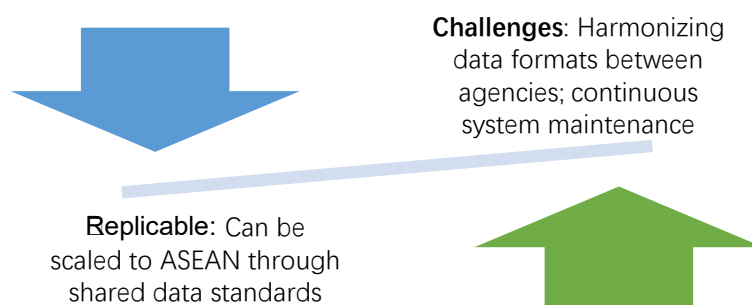 Challenges: Harmonizing
data formats between
agencies; continuous
system maintenance
Replicable: Can be
scaled to ASEAN through
shared data standards